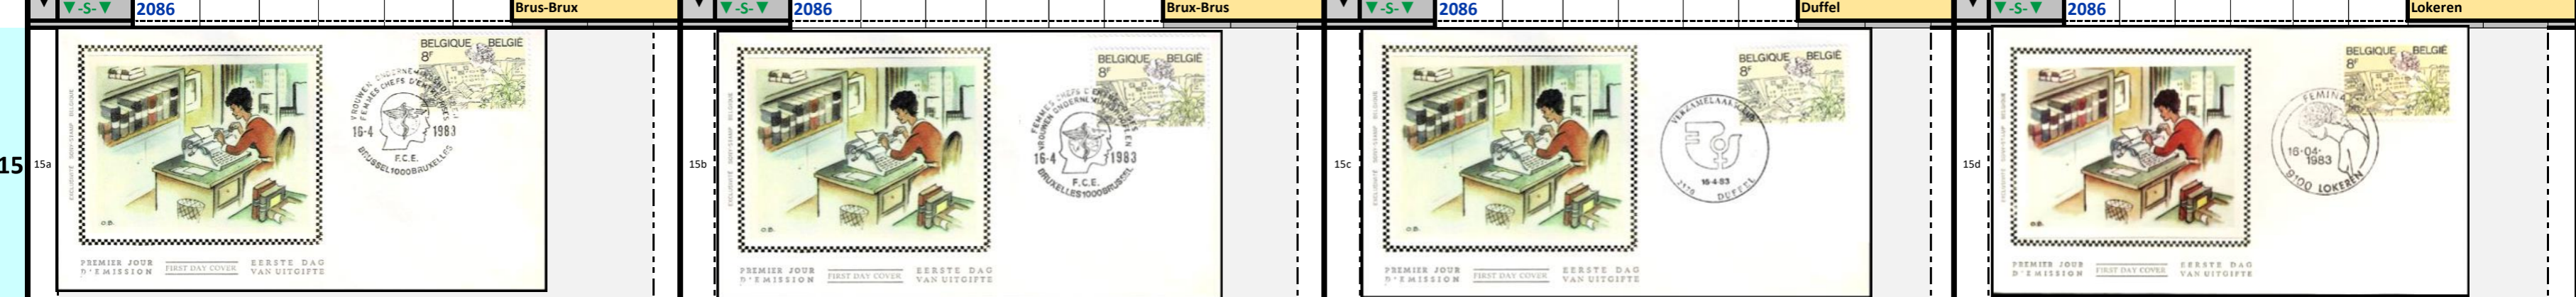 -S- 2086 Brus-Brux
-S- 2086 Brux-Brus
-S- 2086 Duffel
-S- 2086 Lokeren
15
15a
BELGIQUE BELGIË
8F
VROUWEN ONDERNEM
FEMMES CHEFS D'ENT
16-4 1983
F.C.E.
BRUSSEL 1000 BRUXELLES
O.B.
PREMIER JOUR
D'EMISSION
FIRST DAY COVER
EERSTE DAG
VAN UITGIFTE
15b
BELGIQUE BELGIË
8F
FEMMES CHEFS D'E
VROUWEN ONDERNEM
16-4 1983
F.C.E.
BRUXELLES 1000 BRUSSEL
O.B.
PREMIER JOUR
D'EMISSION
FIRST DAY COVER
EERSTE DAG
VAN UITGIFTE
15c
BELGIQUE BELGIË
8F
16-4-83
DUFFEL
O.B.
PREMIER JOUR
D'EMISSION
FIRST DAY COVER
EERSTE DAG
VAN UITGIFTE
15d
BELGIQUE BELGIË
8F
FEMINA
16-04-
1983
9100 LOKEREN
O.B.
PREMIER JOUR
D'EMISSION
FIRST DAY COVER
EERSTE DAG
VAN UITGIFTE